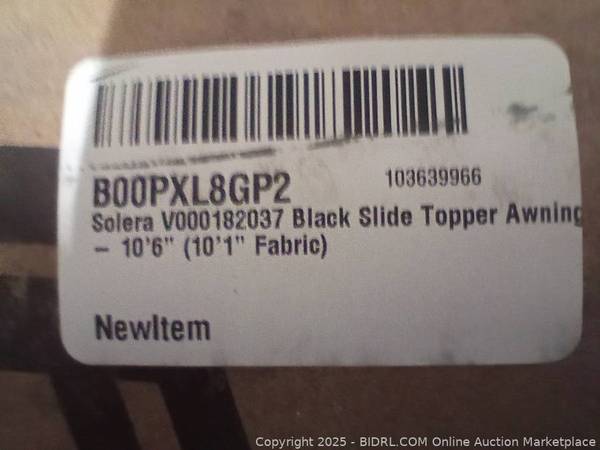 B00PXL8GP2
103639966
Solera V000182037 Black Slide Topper Awning
– 10'6" (10'1" Fabric)
NewItem
Copyright © 2025 - BIDRL.COM Online Auction Marketplace